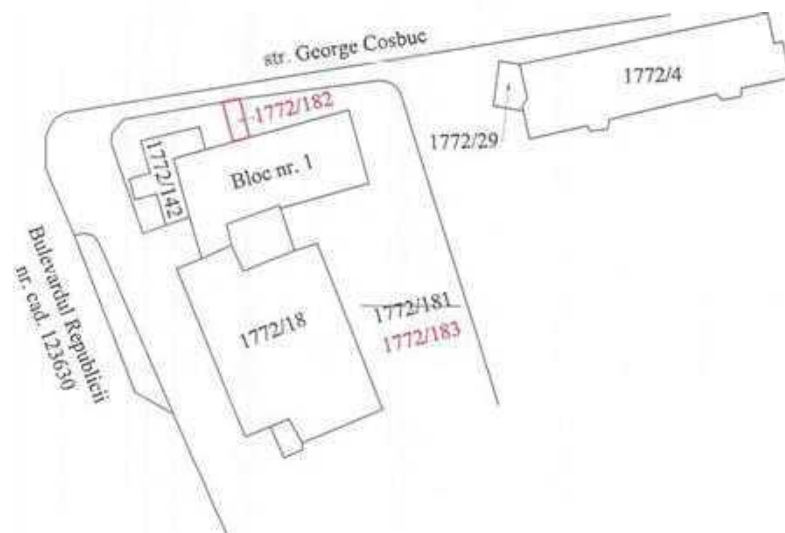 str. George Cosbuc
1772/4
1772/182
1772/29
1772/142
Bloc nr. 1
Bulevardul Republicii
nr. cad. 123630
1772/18
1772/181
1772/183